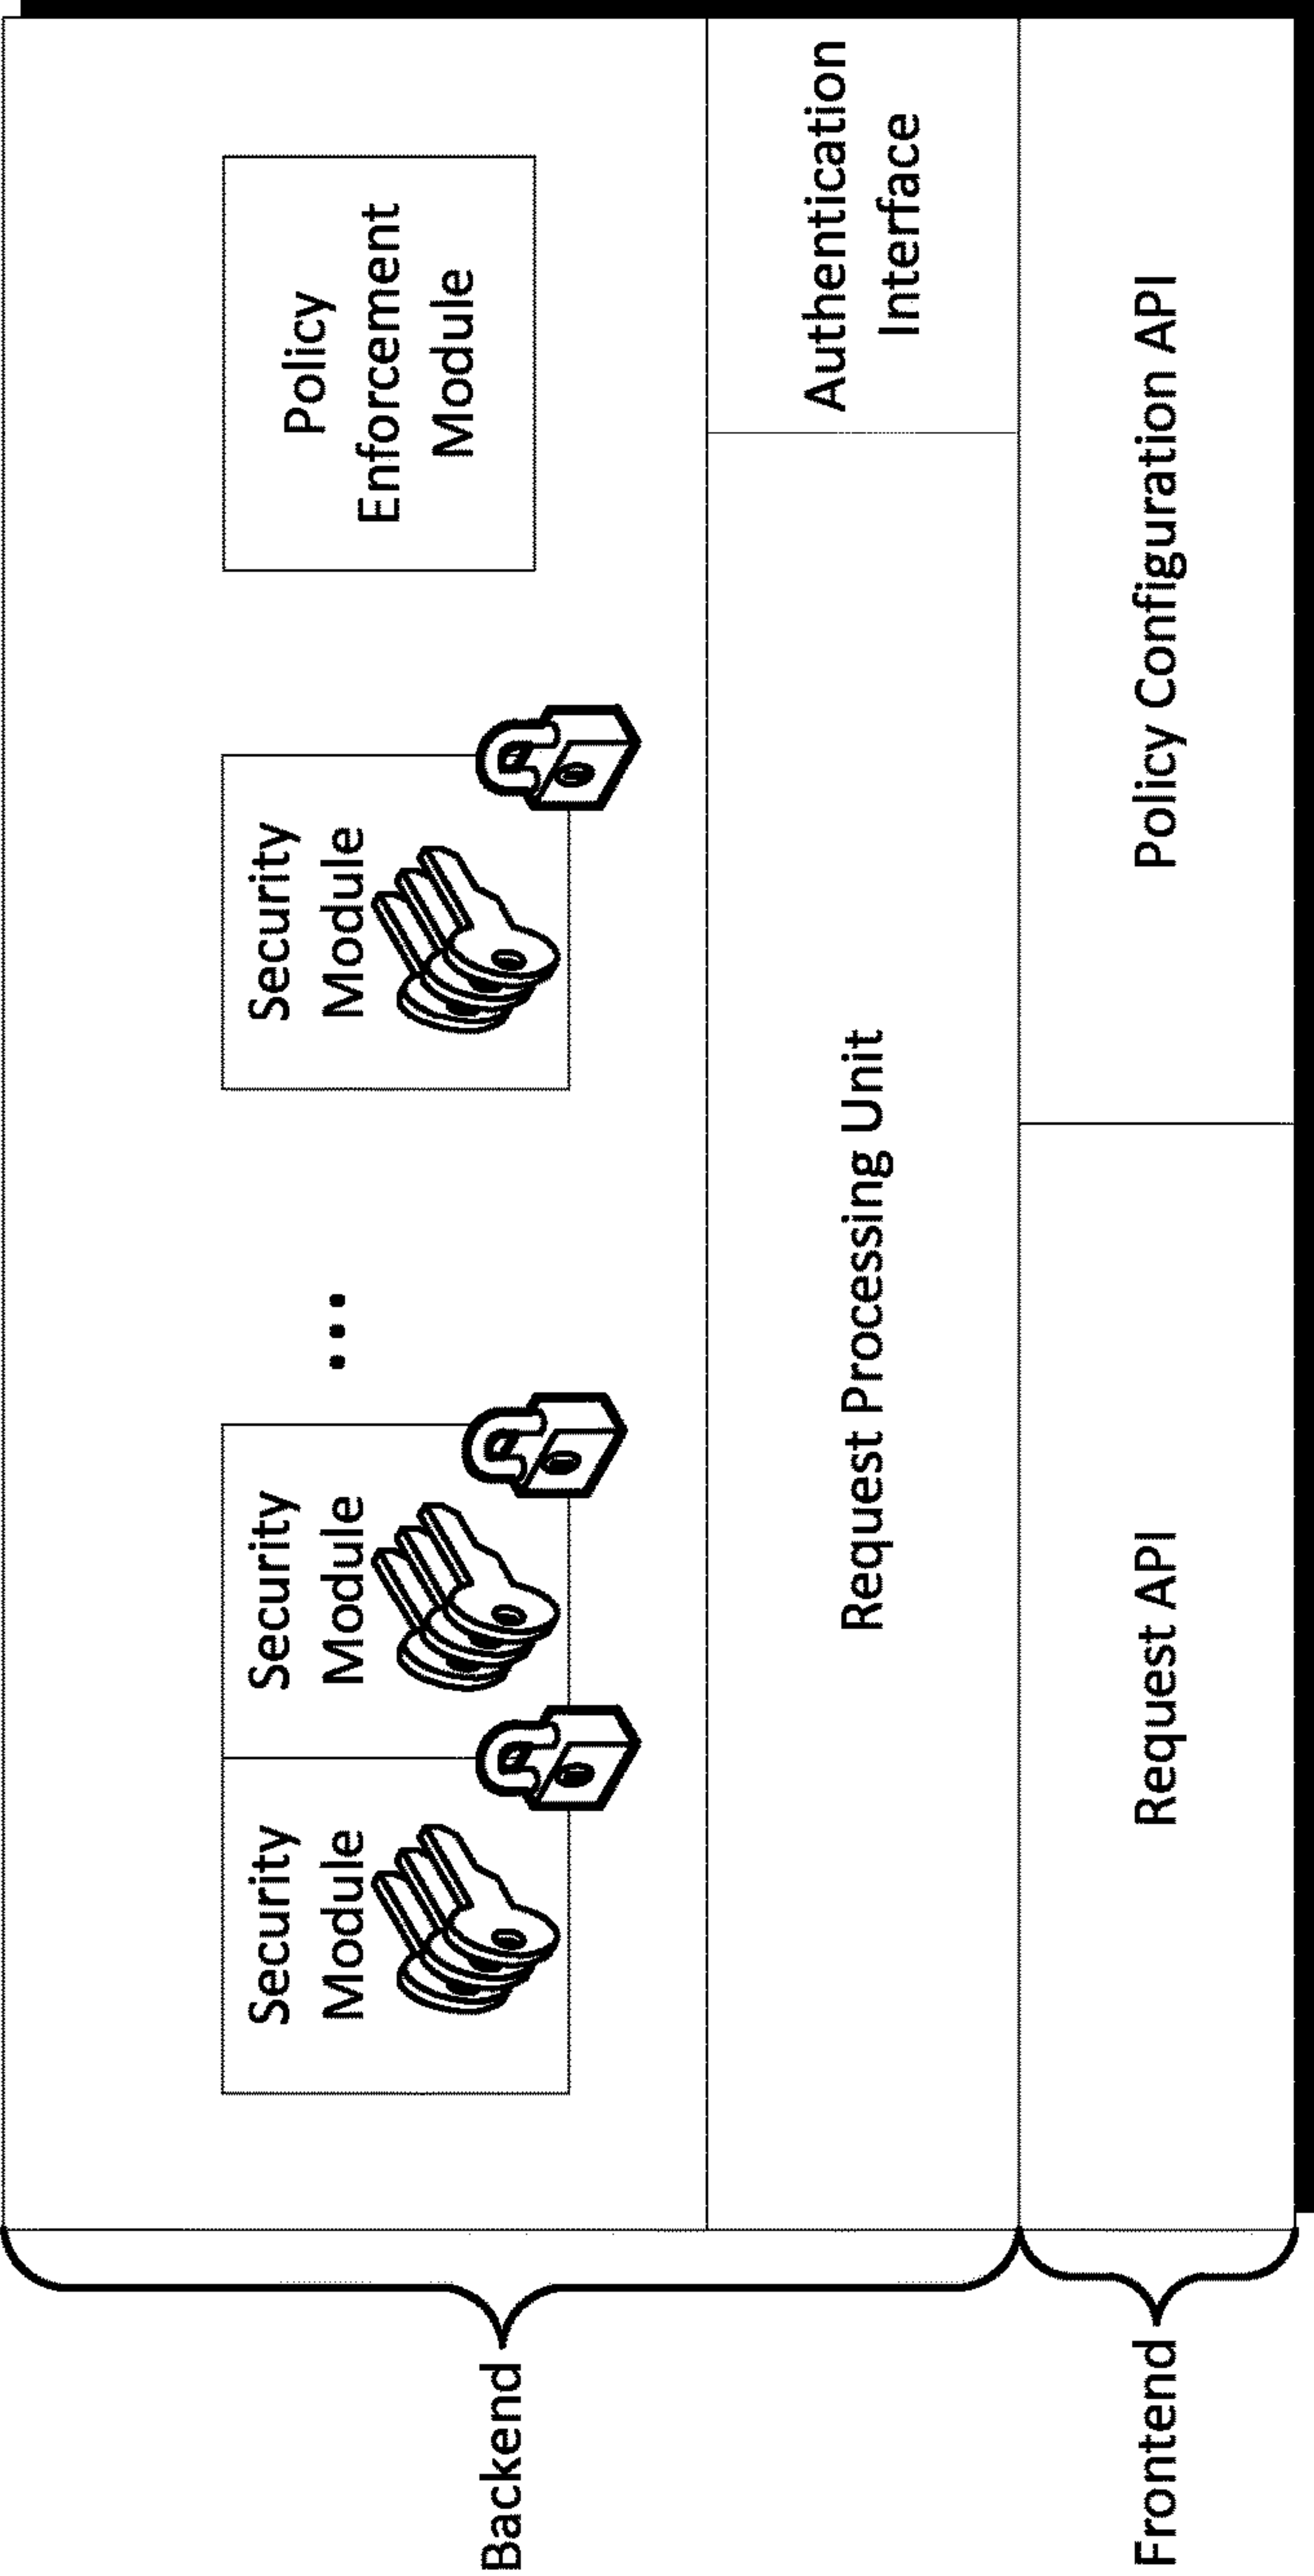 Backend
Security
Module
Security
Module
...
Security
Module
Policy
Enforcement
Module
Request Processing Unit
Authentication
Interface
Frontend
Request API
Policy Configuration API